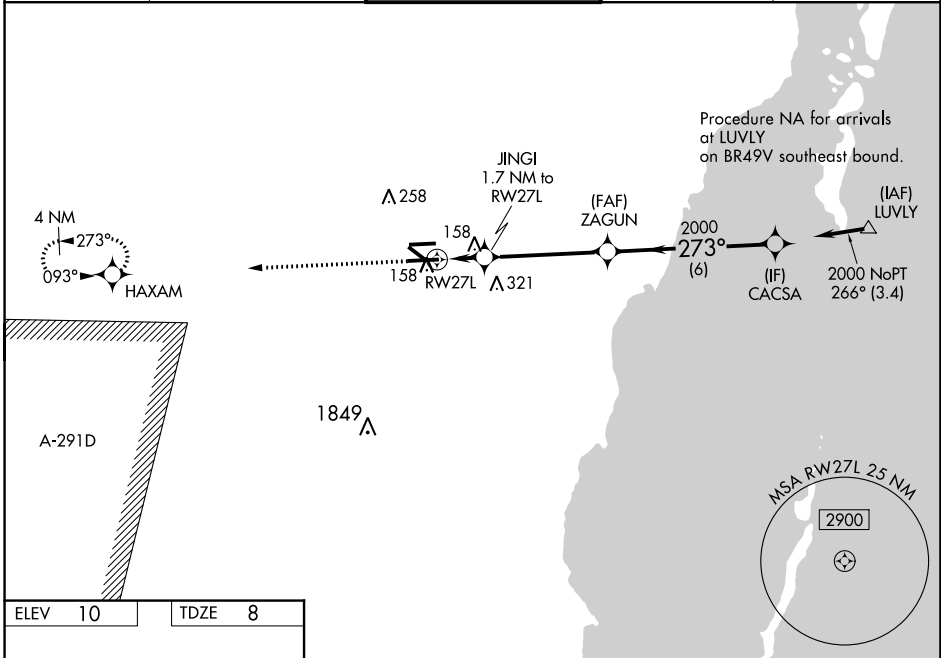 Procedure NA for arrivals
at LUVLY
on BR49V southeast bound.
JINGI
1.7 NM to
RW27L
(IAF)
LUVLY
258
(FAF)
ZAGUN
4 NM
273°
093°
HAXAM
158
158
RW27L
321
2000
273°
(6)
(IF)
CACSA
2000 NoPT
266° (3.4)
1849
A-291D
MSA RW27L 25 NM
2900
ELEV 10
TDZE 8